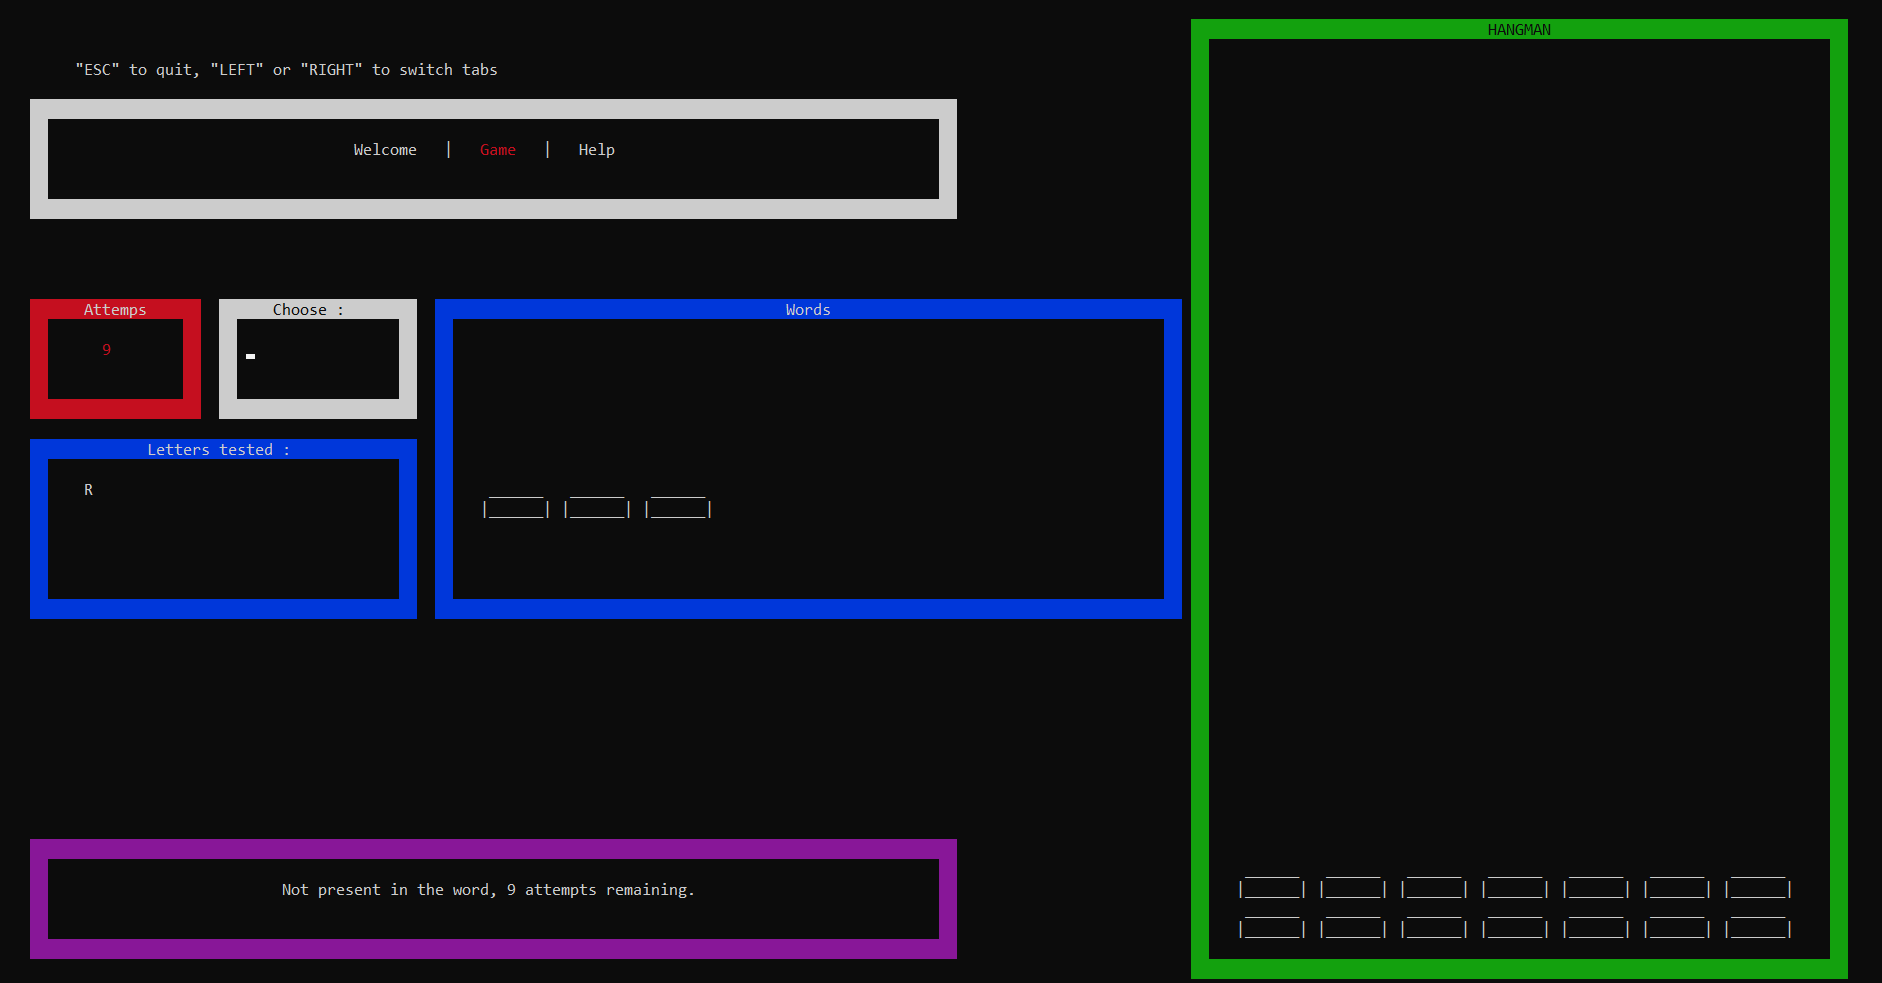 HANGMAN
"ESC" to quit, "LEFT" or "RIGHT" to switch tabs
Welcome | Game | Help
Attemps
9
Choose :
Words
Letters tested :
R
Not present in the word, 9 attempts remaining.